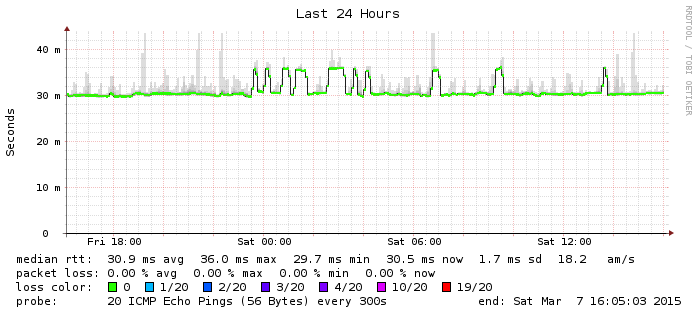 Last 24 Hours
RRDTOOL / TOBI OETIKER
Seconds
40 m
30 m
20 m
10 m
0
Fri 18:00 Sat 00:00 Sat 06:00 Sat 12:00
median rtt: 30.9 ms avg 36.0 ms max 29.7 ms min 30.5 ms now 1.7 ms sd 18.2 am/s
packet loss: 0.00 % avg 0.00 % max 0.00 % min 0.00 % now
loss color: 0 1/20 2/20 3/20 4/20 10/20 19/20
probe: 20 ICMP Echo Pings (56 Bytes) every 300s end: Sat Mar 7 16:05:03 2015